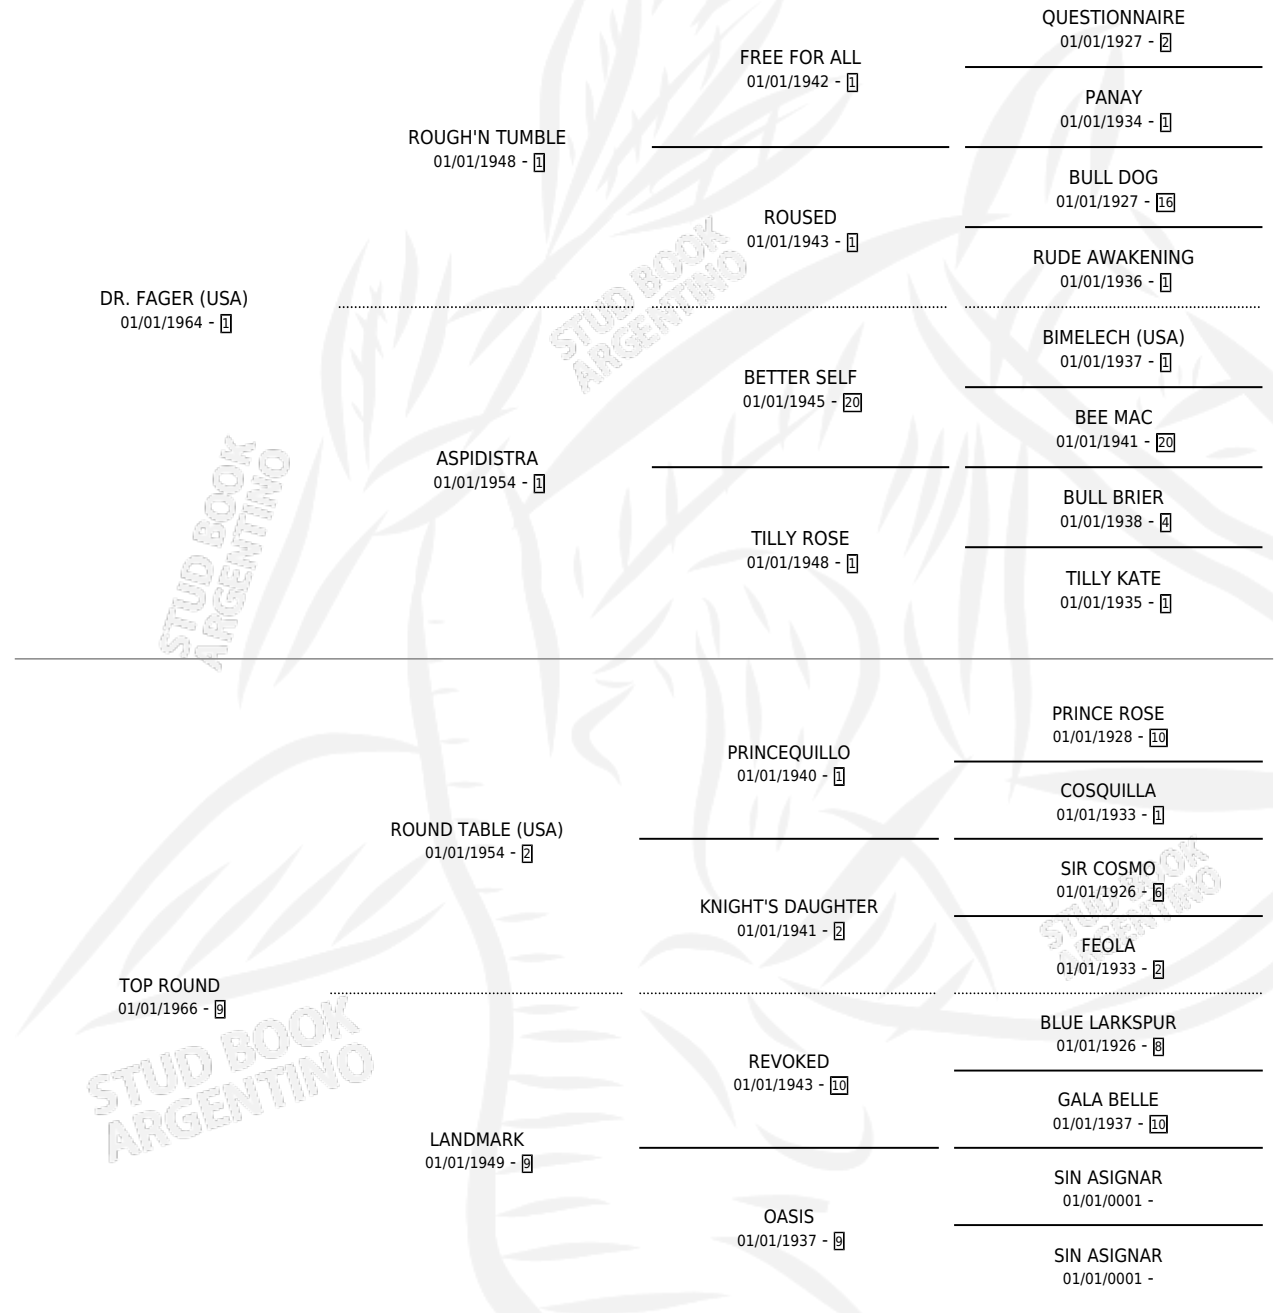 QUESTIONNAIRE
01/01/1927 - 2
FREE FOR ALL
01/01/1942 - 1
PANAY
01/01/1934 - 1
ROUGH'N TUMBLE
01/01/1948 - 1
BULL DOG
01/01/1927 - 16
ROUSED
01/01/1943 - 1
RUDE AWAKENING
01/01/1936 - 1
DR. FAGER (USA)
01/01/1964 - 1
BIMELECH (USA)
01/01/1937 - 1
BETTER SELF
01/01/1945 - 20
BEE MAC
01/01/1941 - 20
ASPIDISTRA
01/01/1954 - 1
BULL BRIER
01/01/1938 - 4
TILLY ROSE
01/01/1948 - 1
TILLY KATE
01/01/1935 - 1
PRINCE ROSE
01/01/1928 - 10
PRINCEQUILLO
01/01/1940 - 1
COSQUILLA
01/01/1933 - 1
ROUND TABLE (USA)
01/01/1954 - 2
SIR COSMO
01/01/1926 - 6
KNIGHT'S DAUGHTER
01/01/1941 - 2
FEOLA
01/01/1933 - 2
TOP ROUND
01/01/1966 - 9
BLUE LARKSPUR
01/01/1926 - 8
REVOKED
01/01/1943 - 10
GALA BELLE
01/01/1937 - 10
LANDMARK
01/01/1949 - 9
SIN ASIGNAR
01/01/0001 -
OASIS
01/01/1937 - 9
SIN ASIGNAR
01/01/0001 -
STUD BOOK
ARGENTINO
STUD BOOK
ARGENTINO
STUD BOOK
ARGENTINO
STUD BOOK
ARGENTINO